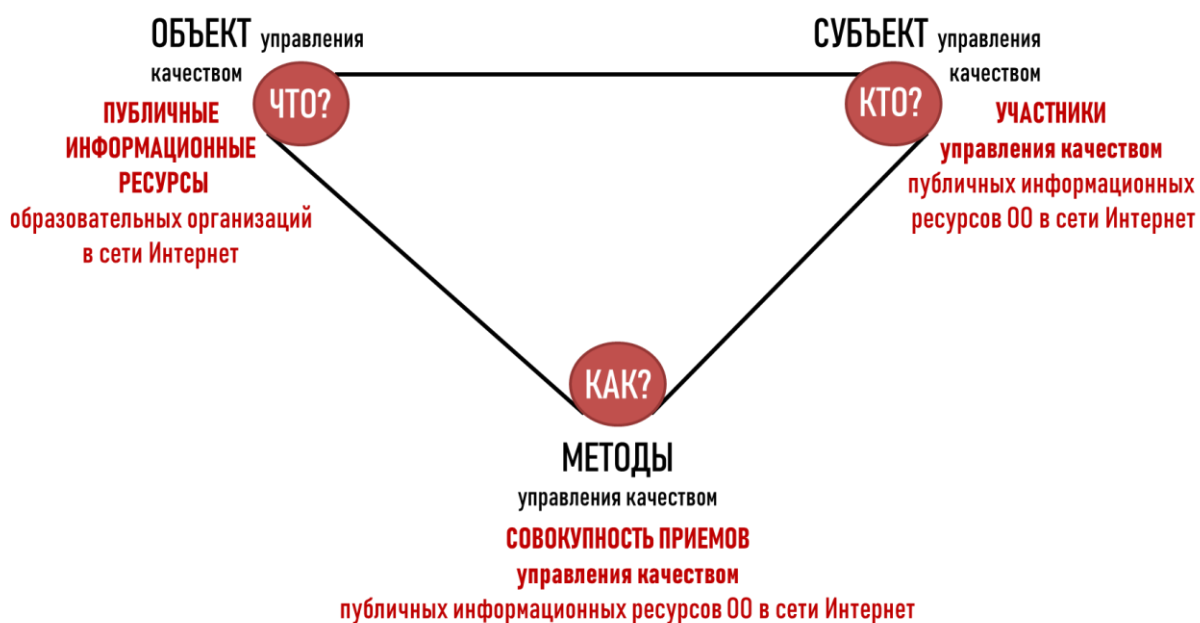 ОБЪЕКТ управления
качеством
ЧТО?
ПУБЛИЧНЫЕ
ИНФОРМАЦИОННЫЕ
РЕСУРСЫ
образовательных организаций
в сети Интернет
СУБЪЕКТ управления
качеством
КТО?
УЧАСТНИКИ
управления качеством
публичных информационных
ресурсов ОО в сети Интернет
КАК?
МЕТОДЫ
управления качеством
СОВОКУПНОСТЬ ПРИЕМОВ
управления качеством
публичных информационных ресурсов ОО в сети Интернет